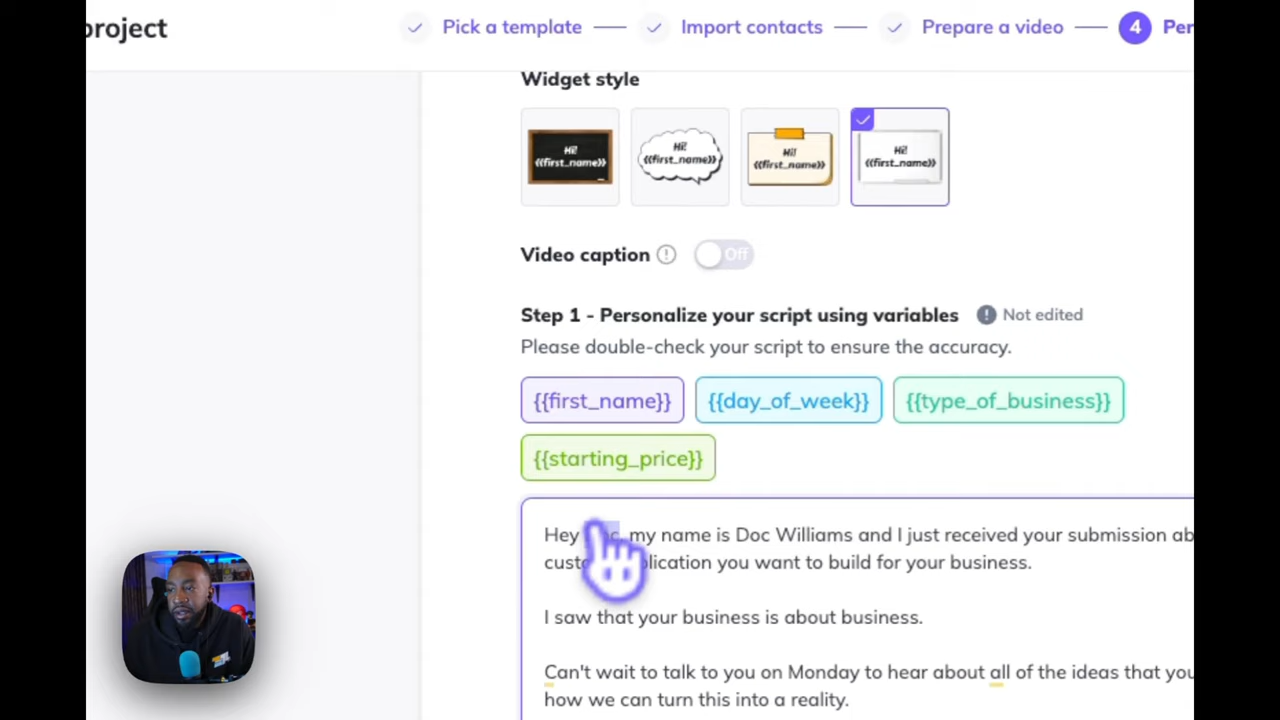 project
Pick a template
Import contacts
Prepare a video
4
Per
Widget style
Hi!
{{first_name}}
Hi!
{{first_name}}
Hi!
{{first_name}}
Hi!
{{first_name}}
Video caption
Off
Step 1 - Personalize your script using variables
Not edited
Please double-check your script to ensure the accuracy.
{{first_name}} {{day_of_week}} {{type_of_business}}
{{starting_price}}
Hey , my name is Doc Williams and I just received your submission ab
application you want to build for your business.
I saw that your business is about business.
Can't wait to talk to you on Monday to hear about all of the ideas that you
how we can turn this into a reality.